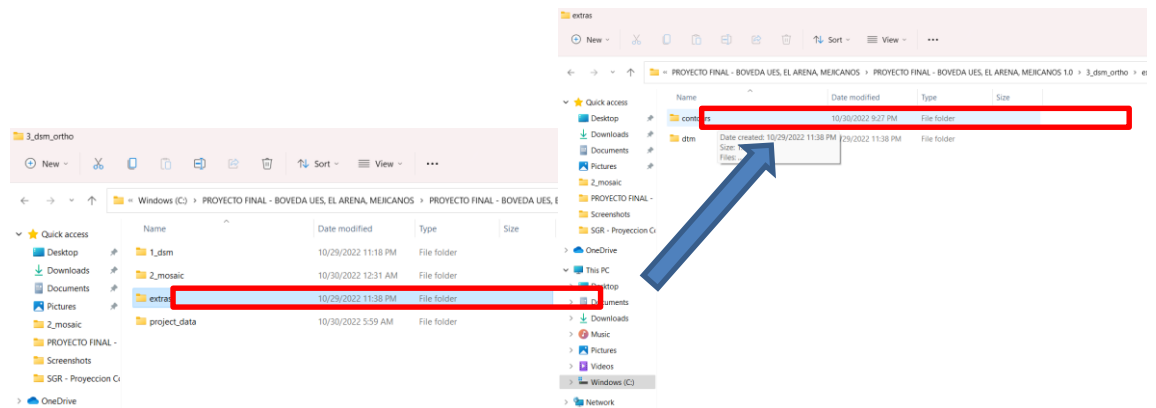 extras
New
Sort
View
PROYECTO FINAL - BOVEDA UES, EL ARENA, MEJICANOS > PROYECTO FINAL - BOVEDA UES, EL ARENA, MEJICANOS 1.0 > 3_dsm_ortho >
Name Date modified Type Size
Quick access
Desktop
Downloads
Documents
Pictures
2_mosaic
PROYECTO FINAL -
Screenshots
SGR - Proyeccion
OneDrive
This PC
Desktop
Documents
Downloads
Music
Pictures
Videos
Windows (C:)
Network
contours 10/30/2022 9:27 PM File folder
dtm 10/29/2022 11:38 PM File folder
Date created: 10/29/2022 11:38 PM
Size:
Files:
3_dsm_ortho
New
Sort
View
Windows (C:) > PROYECTO FINAL - BOVEDA UES, EL ARENA, MEJICANOS > PROYECTO FINAL - BOVEDA UES,
Name Date modified Type Size
Quick access
Desktop
Downloads
Documents
Pictures
2_mosaic
PROYECTO FINAL -
Screenshots
SGR - Proyeccion
OneDrive
1_dsm 10/29/2022 11:18 PM File folder
2_mosaic 10/30/2022 12:31 AM File folder
extras 10/29/2022 11:38 PM File folder
project_data 10/30/2022 5:59 AM File folder